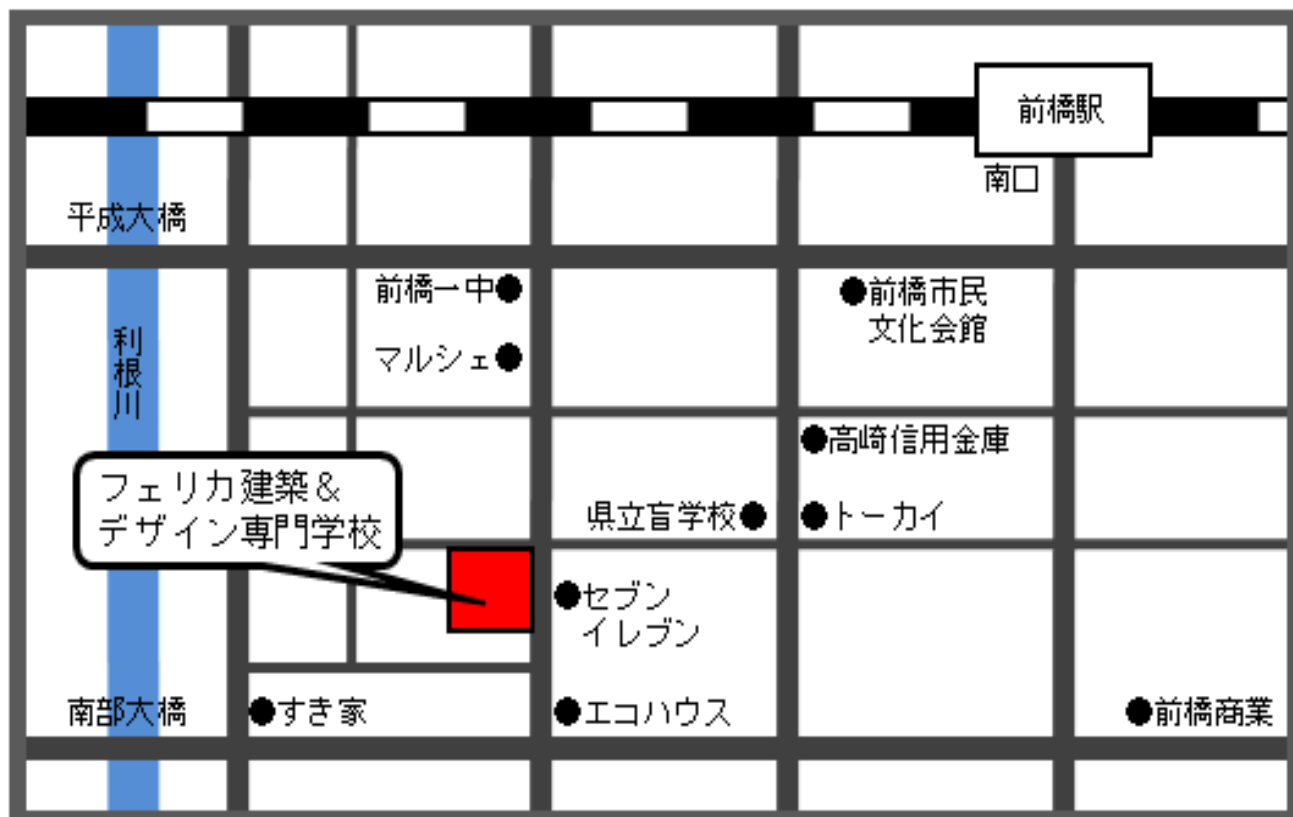 前橋駅
南口
平成大橋
前橋一中
前橋市民
文化会館
マルシェ
利根川
高崎信用金庫
フェリカ建築&
デザイン専門学校
県立盲学校
トーカイ
セブン
イレブン
南部大橋
すき家
エコハウス
前橋商業